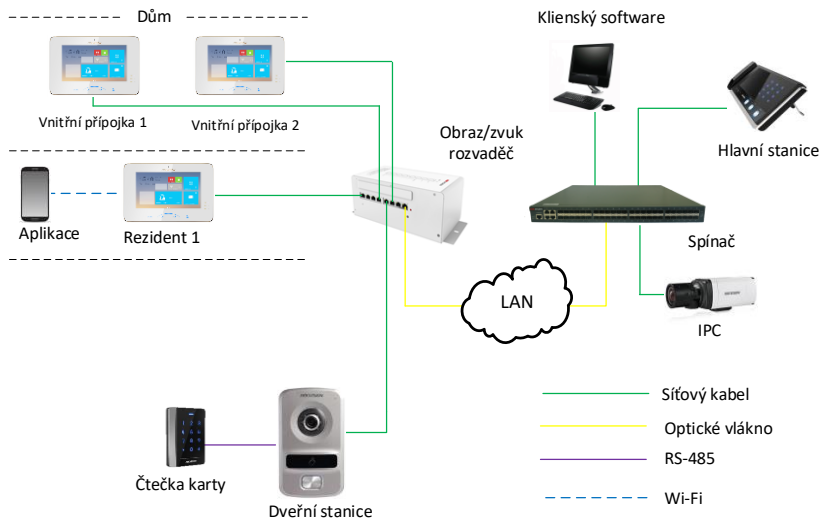 Dům
Klienský software
Vnitřní přípojka 1
Vnitřní přípojka 2
Obraz/zvuk
rozvaděč
Hlavní stanice
Aplikace
Rezident 1
Spínač
LAN
IPC
Síťový kabel
Optické vlákno
RS-485
Wi-Fi
Čtečka karty
HIKVISION
Dveřní stanice